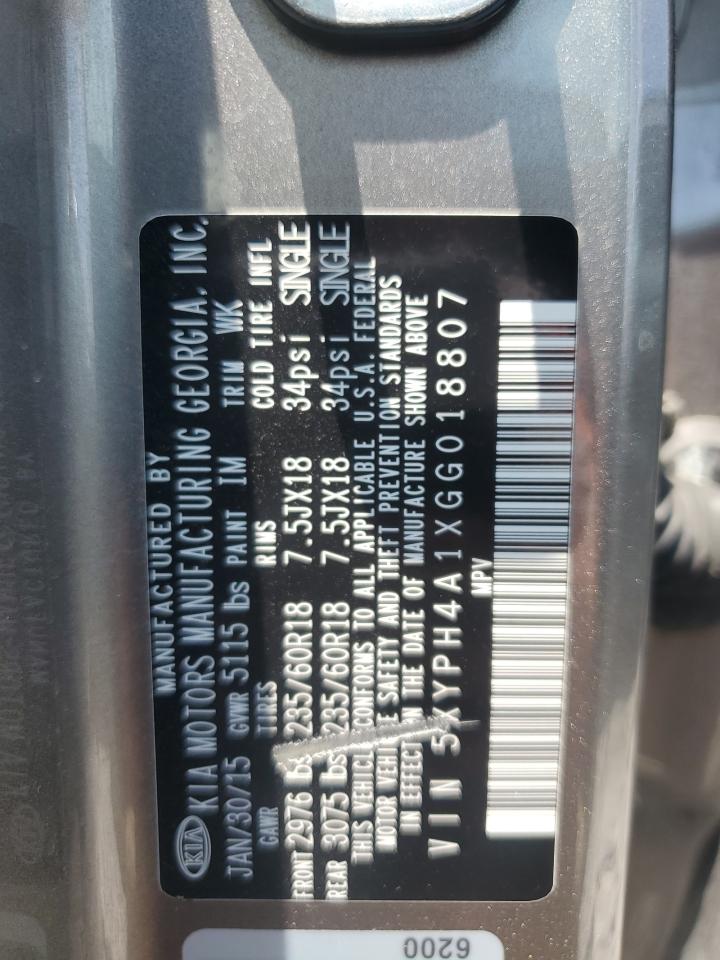 MANUFACTURED BY
KIA KIA MOTORS MANUFACTURING GEORGIA, INC.
JAN/30/15 GVWR 5115 lbs PAINT IM TRIM WK
GAWR TIRES RIMS COLD TIRE INFL
FRONT 2976 lbs 235/60R18 7.5JX18 34psi SINGLE
REAR 3075 lbs 235/60R18 7.5JX18 34psi SINGLE
THIS VEHICLE CONFORMS TO ALL APPLICABLE U.S.A. FEDERAL
MOTOR VEHICLE SAFETY AND THEFT PREVENTION STANDARDS
IN EFFECT ON THE DATE OF MANUFACTURE SHOWN ABOVE
VIN 5XYPH4A1XGG018807
MPV
6200